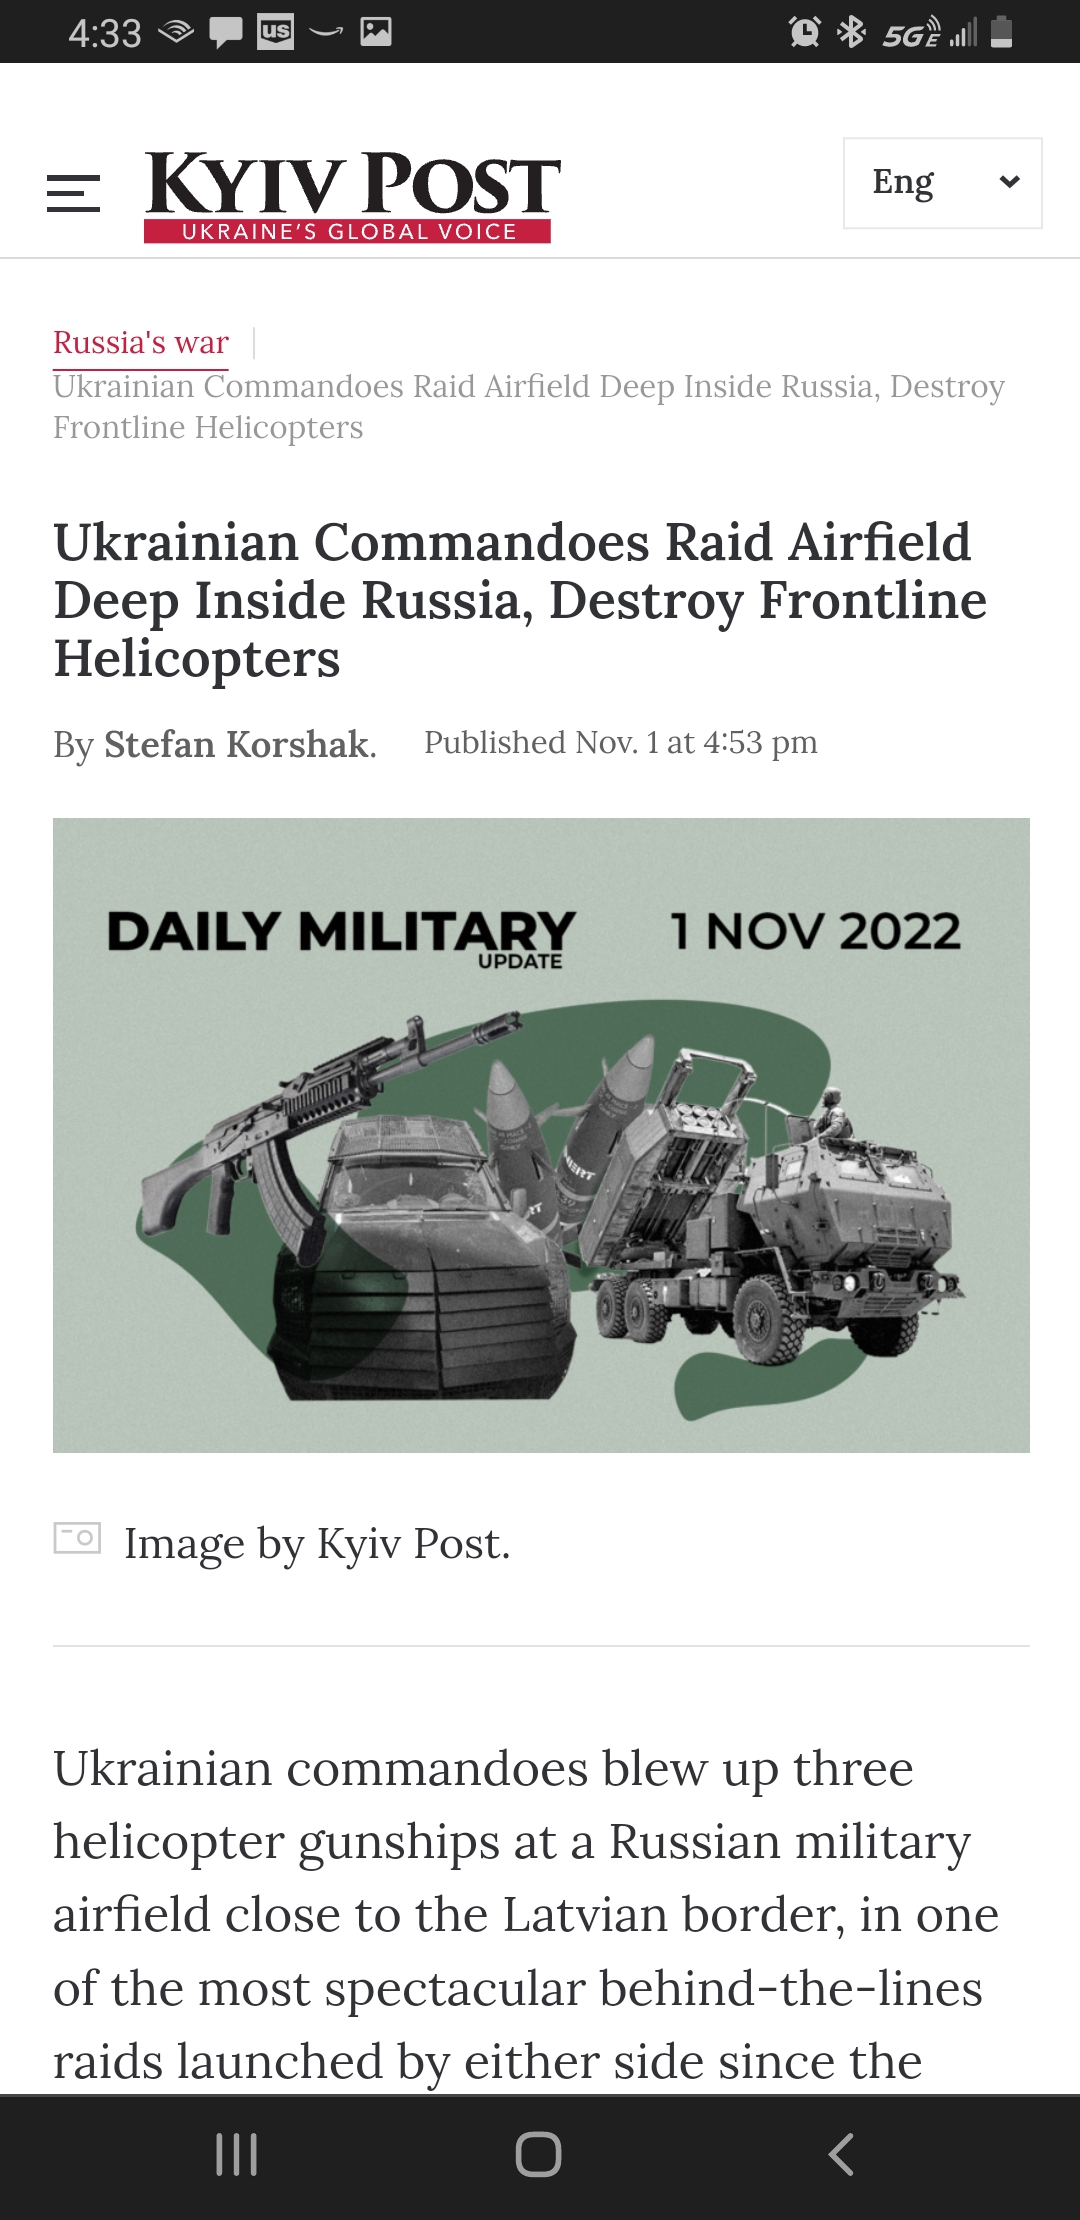 4:33
us
5GE
KYIV POST
UKRAINE'S GLOBAL VOICE
Eng
Russia's war
Ukrainian Commandoes Raid Airfield Deep Inside Russia, Destroy
Frontline Helicopters
Ukrainian Commandoes Raid Airfield
Deep Inside Russia, Destroy Frontline
Helicopters
By Stefan Korshak. Published Nov. 1 at 4:53 pm
DAILY MILITARY
UPDATE
1 NOV 2022
Image by Kyiv Post.
Ukrainian commandoes blew up three
helicopter gunships at a Russian military
airfield close to the Latvian border, in one
of the most spectacular behind-the-lines
raids launched by either side since the